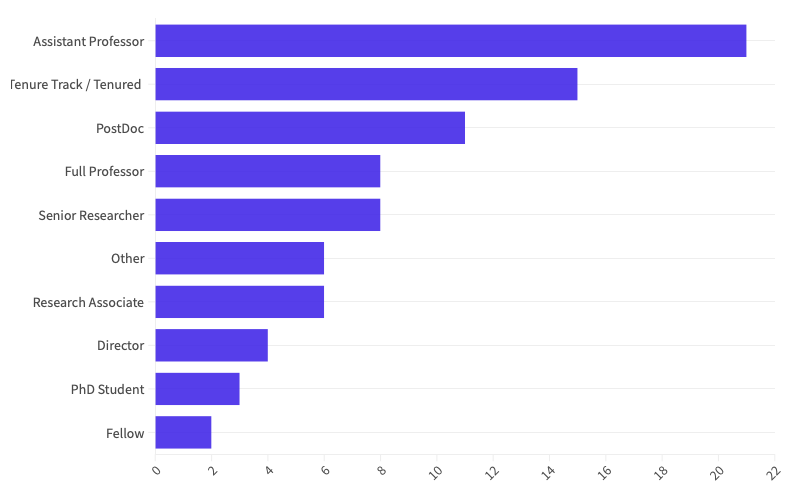 Assistant Professor
Tenure Track / Tenured
PostDoc
Full Professor
Senior Researcher
Other
Research Associate
Director
PhD Student
Fellow
0 2 4 6 8 10 12 14 16 18 20 22